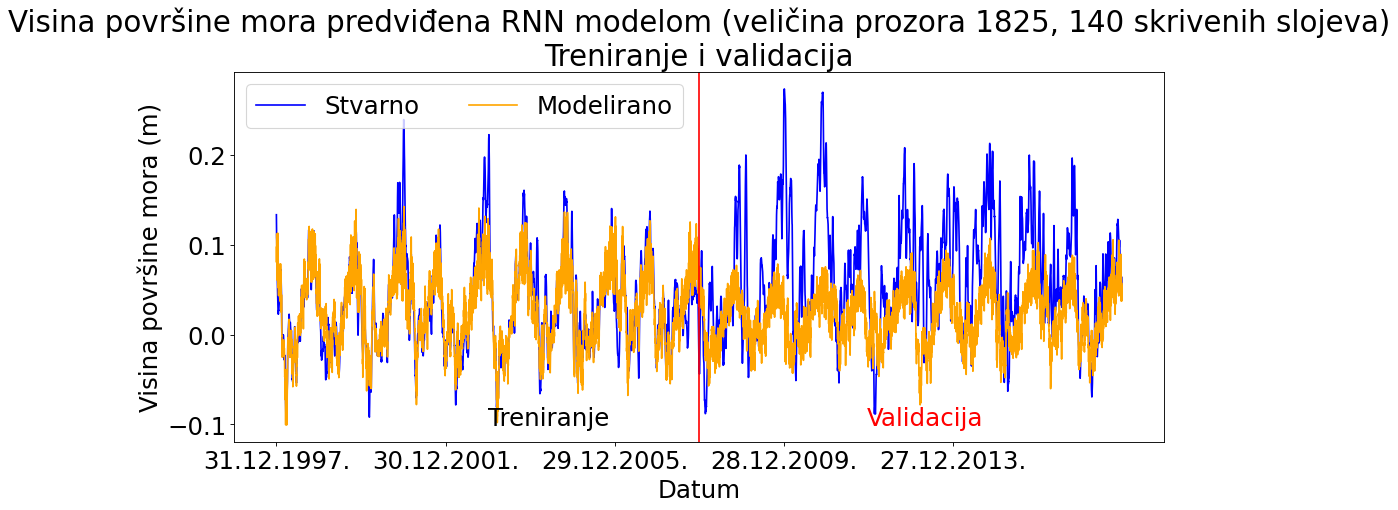 Visina površine mora predviđena RNN modelom (veličina prozora 1825, 140 skrivenih slojeva)
Treniranje i validacija
Stvarno
Modelirano
Visina površine mora (m)
0.2
0.1
0.0
−0.1
Treniranje
Validacija
31.12.1997.
30.12.2001.
29.12.2005.
28.12.2009.
27.12.2013.
Datum